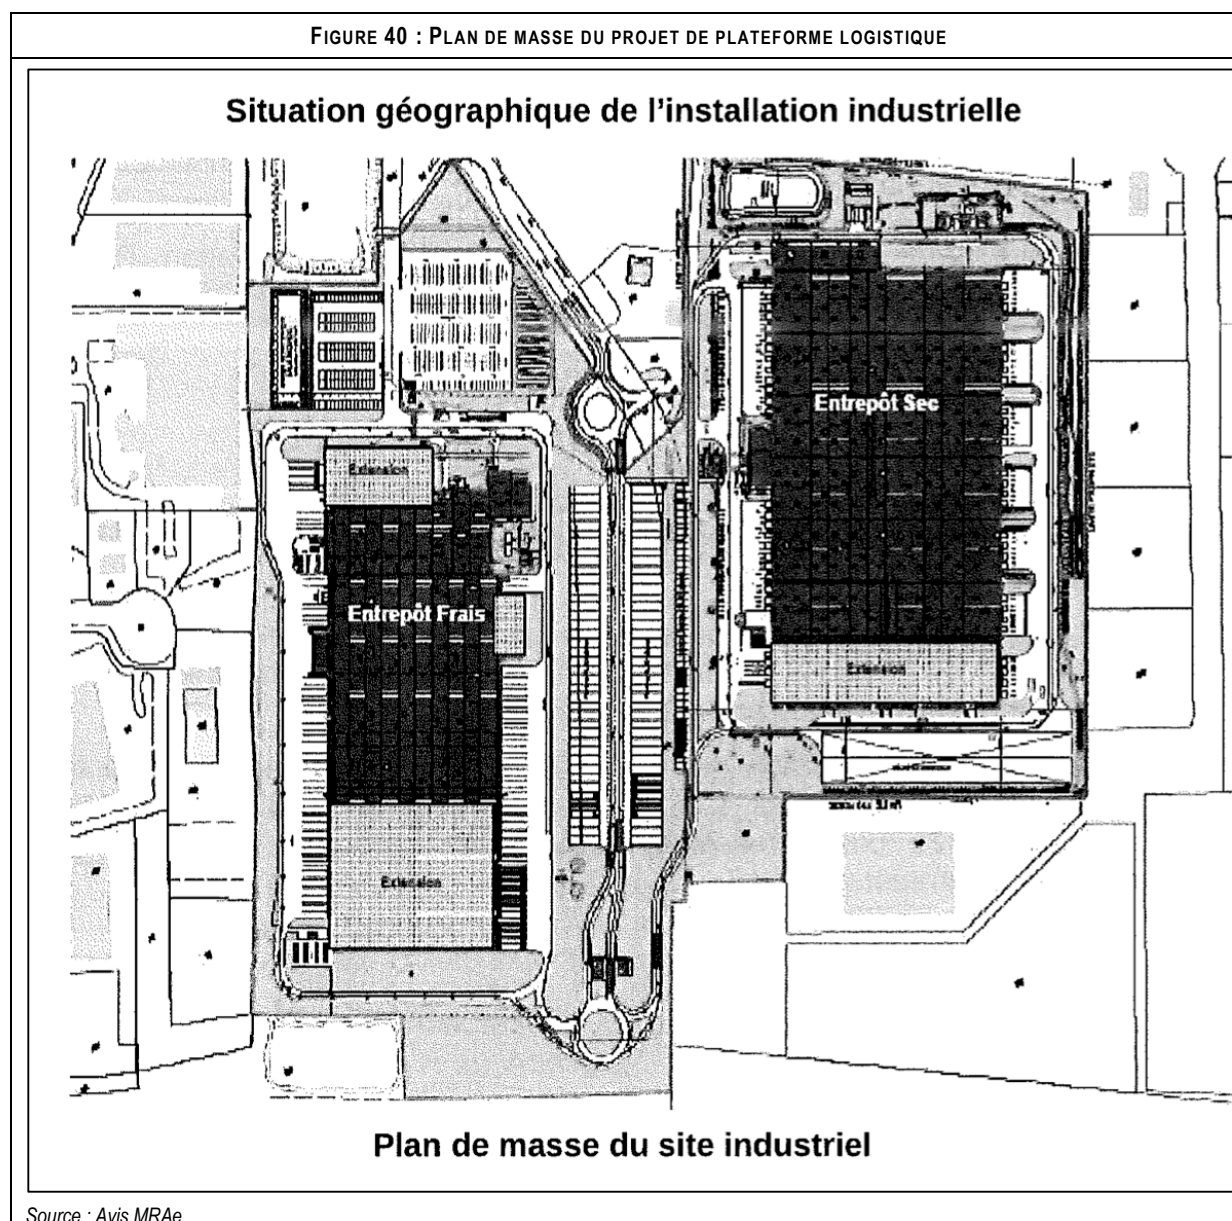 FIGURE 40 : PLAN DE MASSE DU PROJET DE PLATEFORME LOGISTIQUE
Situation géographique de l'installation industrielle
Entrepôt Sec
Extension
Entrepôt Frais
Extension
Extension
Plan de masse du site industriel
Source : Avis MRAe